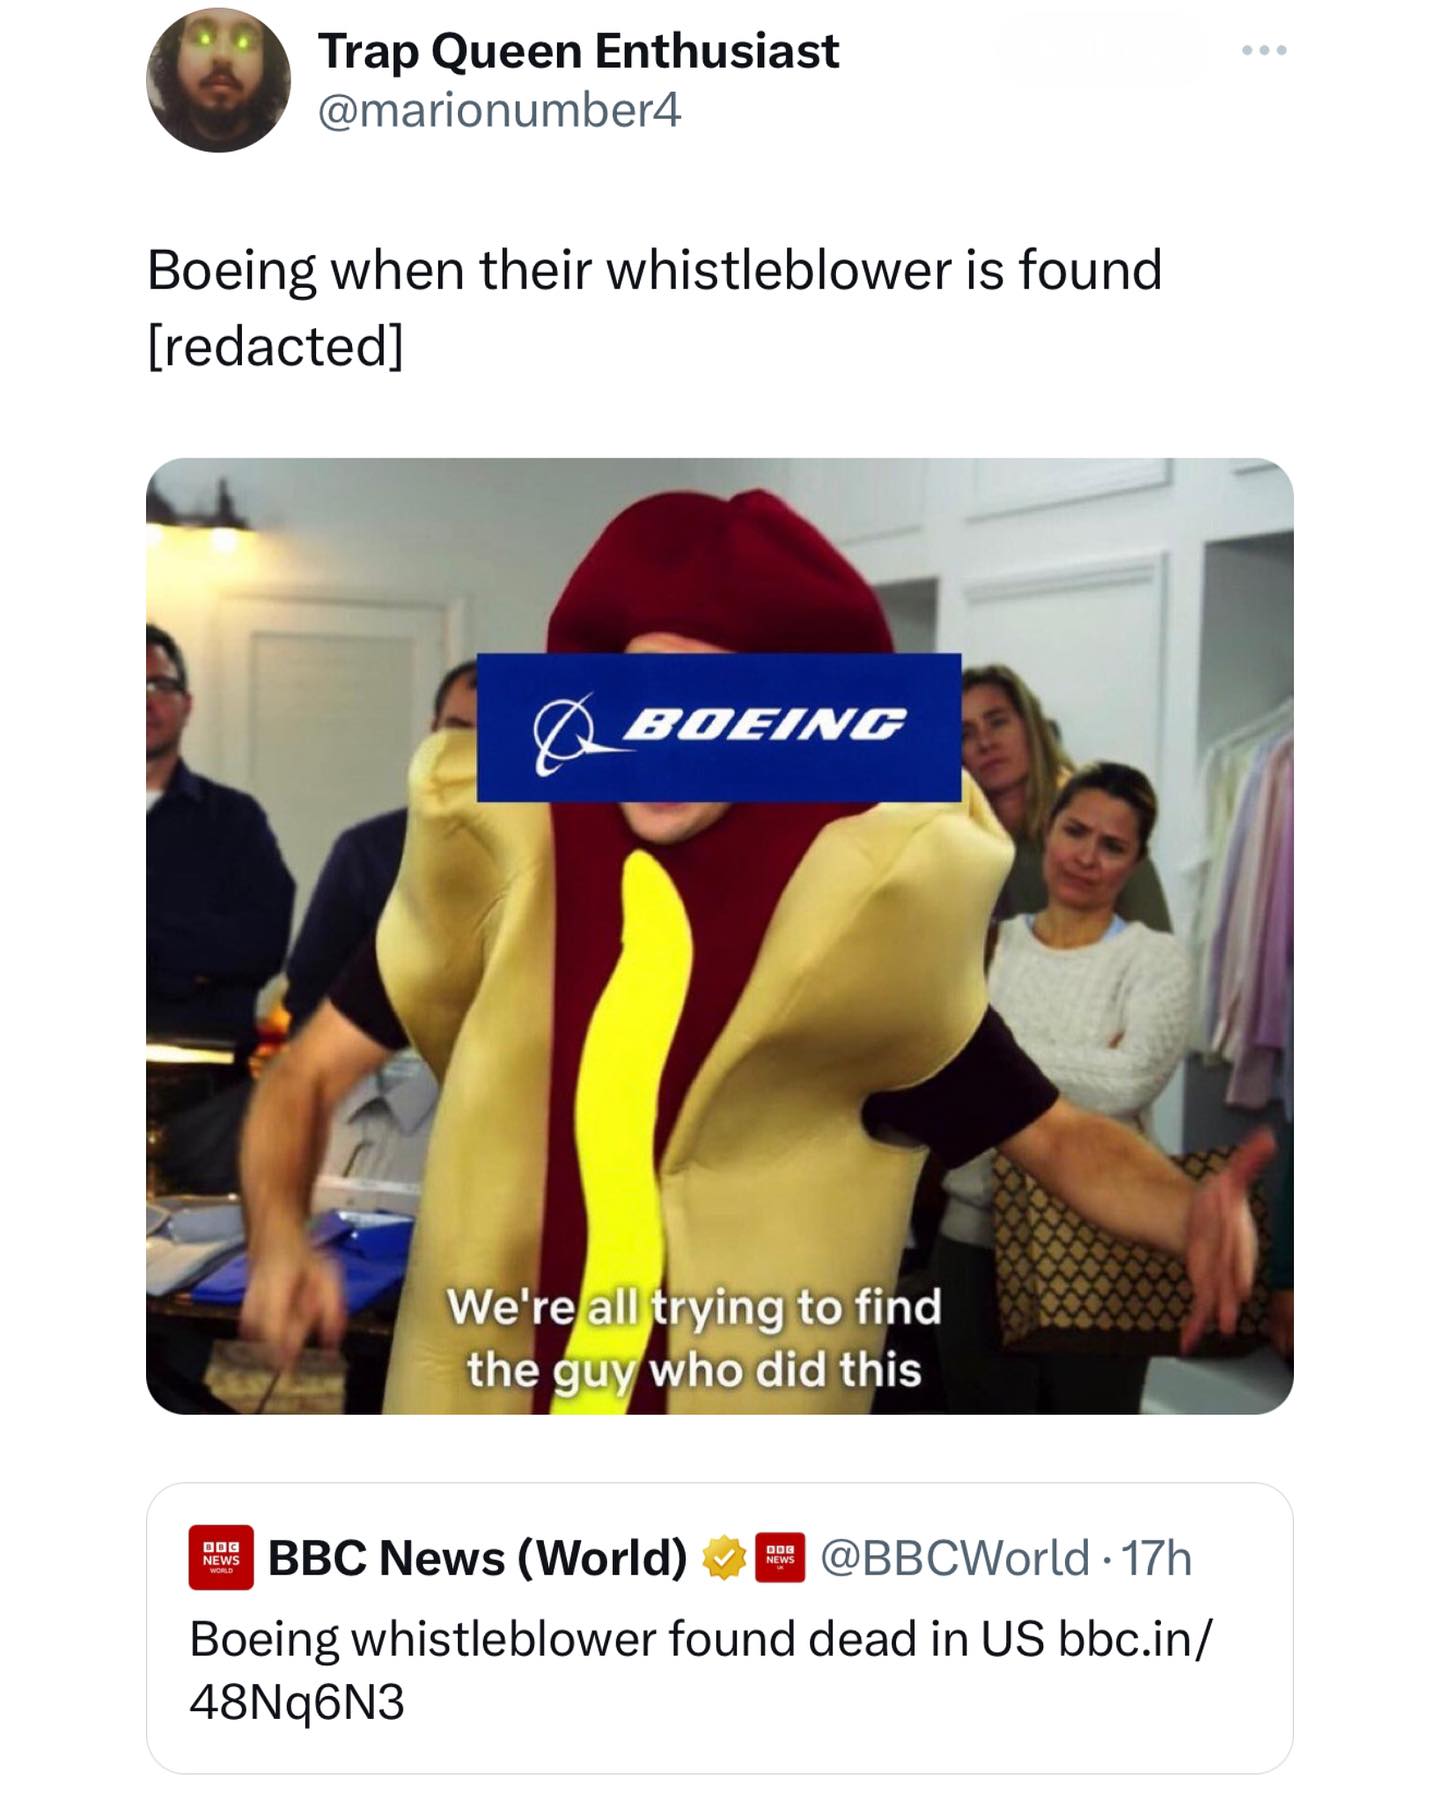 Trap Queen Enthusiast
@marionumber4
Boeing when their whistleblower is found
[redacted]
BOEING
We're all trying to find
the guy who did this
BBC NEWS WORLD BBC News (World) BBC NEWS UK @BBCWorld · 17h
Boeing whistleblower found dead in US bbc.in/
48Nq6N3